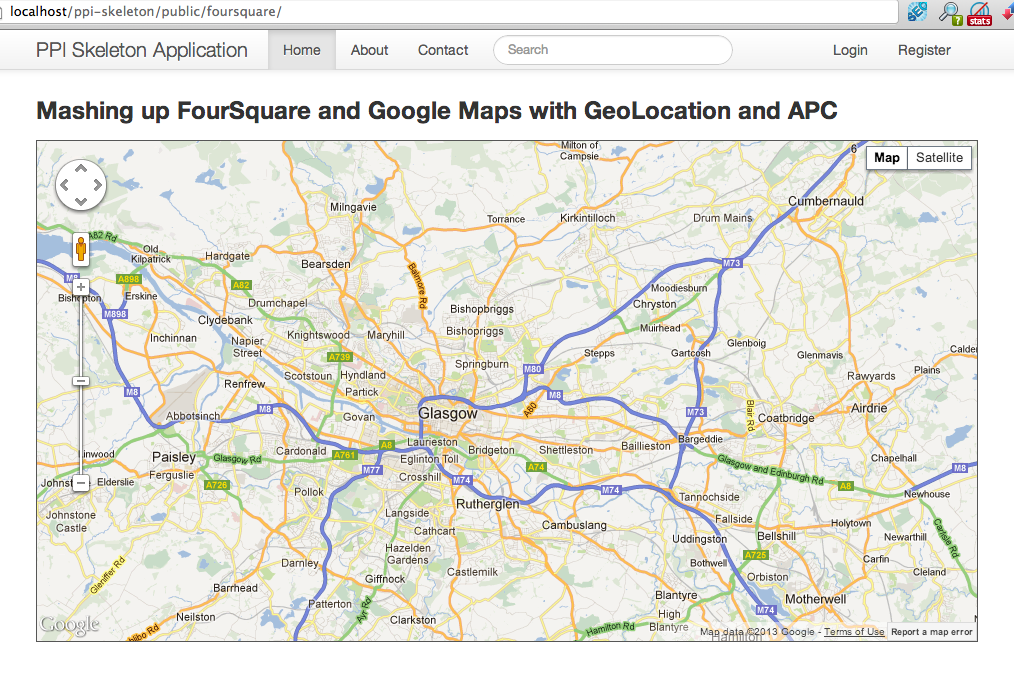 localhost/ppi-skeleton/public/foursquare/
stats
PPI Skeleton Application
Home
About
Contact
Search
Login
Register
Mashing up FourSquare and Google Maps with GeoLocation and APC
Milton of
Campsie
6
Map
Satellite
Cumbernauld
Milngavie
Torrance
Kirkintilloch
Drum Mains
A82 Rd
Old
Kilpatrick
Hardgate
Bearsden
Balmore Rd
M73
M8
A898
A82
Moodiesburn
Bishopton
Erskine
Drumchapel
Bishopbriggs
Chryston
M898
Clydebank
Bishopriggs
Muirhead
Inchinnan
Napier
Street
Knightswood
Maryhill
Glenboig
Stepps
Gartcosh
Glenmavis
A739
Springburn
M80
Calder
Scotstoun
Hyndland
Rawyards
Plains
Renfrew
Partick
M8
M8
M8
Abbotsinch
Govan
Glasgow
A80
M73
Blair Rd
Airdrie
Coatbridge
Laurieston
Bargeddie
Linwood
Paisley
Glasgow Rd
Cardonald
A761
A8
Eglinton Toll
Bridgeton
Shettleston
Baillieston
Chapelhall
Ferguslie
M77
A74
Glasgow and Edinburgh Rd
M8
Elderslie
A726
Crosshill
M74
A8
Pollok
M74
Newhouse
Tannochside
Johnstone
Castle
Langside
Rutherglen
Fallside
Cathcart
Cambuslang
Holytown
Uddingston
Bellshill
Newarthill
Carlisle Rd
Hazelden
Gardens
A725
Carfin
Gleniffer Rd
Darnley
Bothwell
Giffnock
Castlemilk
Orbiston
Cleland
Barrhead
Blantyre
Motherwell
Patterton
Ayr Rd
M74
Neilston
Clarkston
High
Blantyre
Hamilton Rd
Hamilton
Google
Map data ©2013 Google - Terms of Use
Report a map error